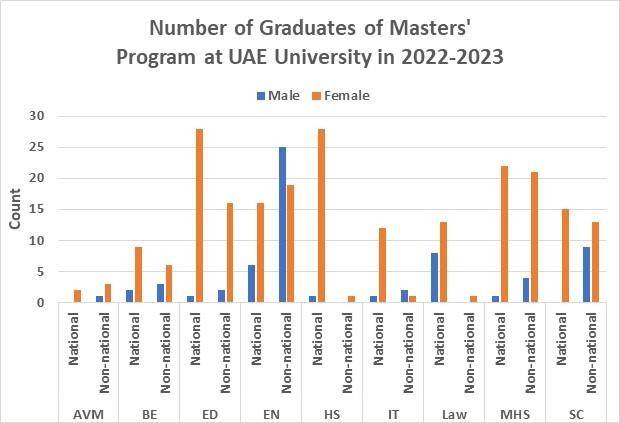 Number of Graduates of Masters'
Program at UAE University in 2022-2023
Male Female
30
25
20
15
10
5
0
Count
National Non-national National Non-national National Non-national National Non-national National Non-national National Non-national National Non-national National Non-national National Non-national
AVM BE ED EN HS IT Law MHS SC